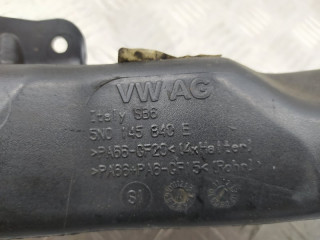 VW AG
Italy
5N0 145 840 E
>PA66-GF20<
>PA66+PA6-GF15<
S1